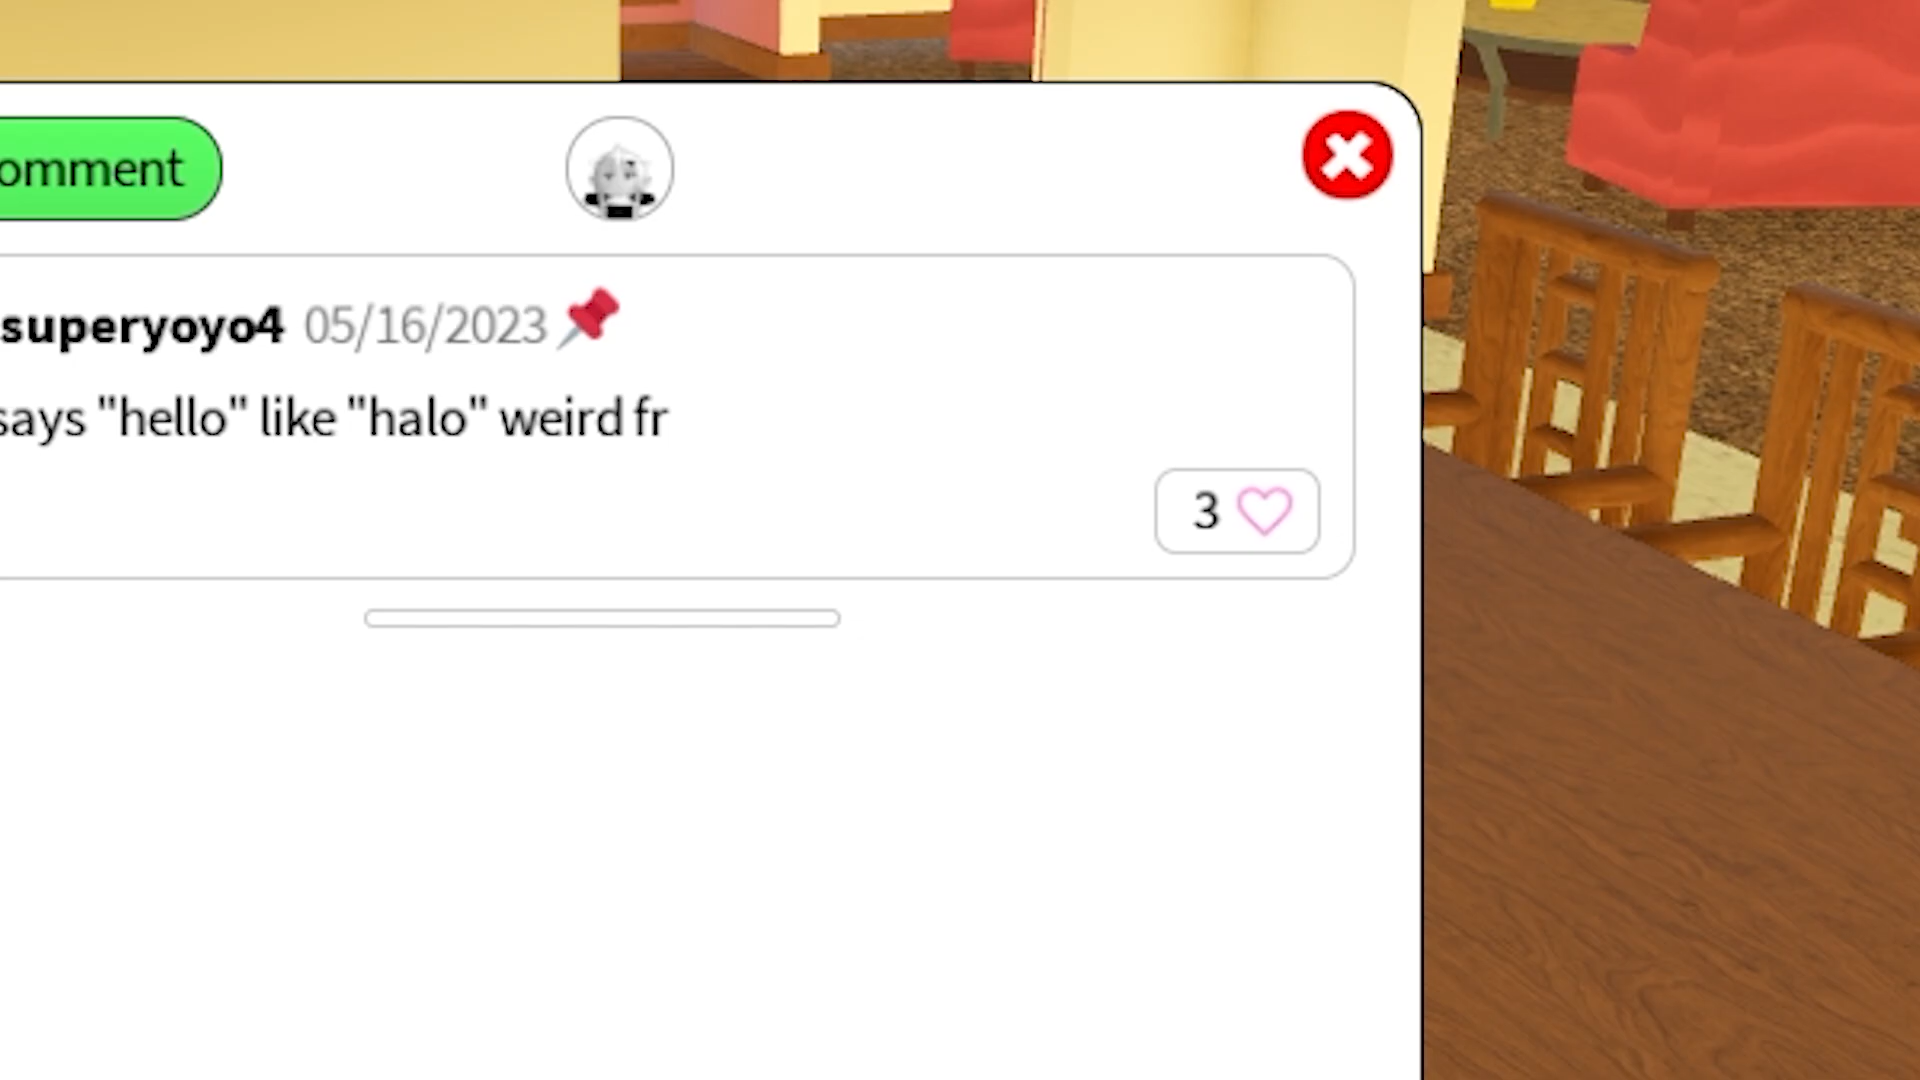 omment
superyoyo4 05/16/2023
says "hello" like "halo" weird fr
3